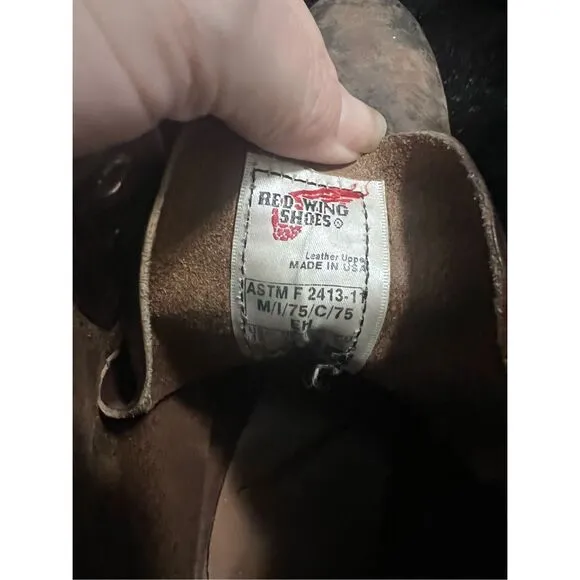 RED WING
SHOES®
Leather Upper
MADE IN USA
ASTM F 2413-11
M/I/75/C/75
EH